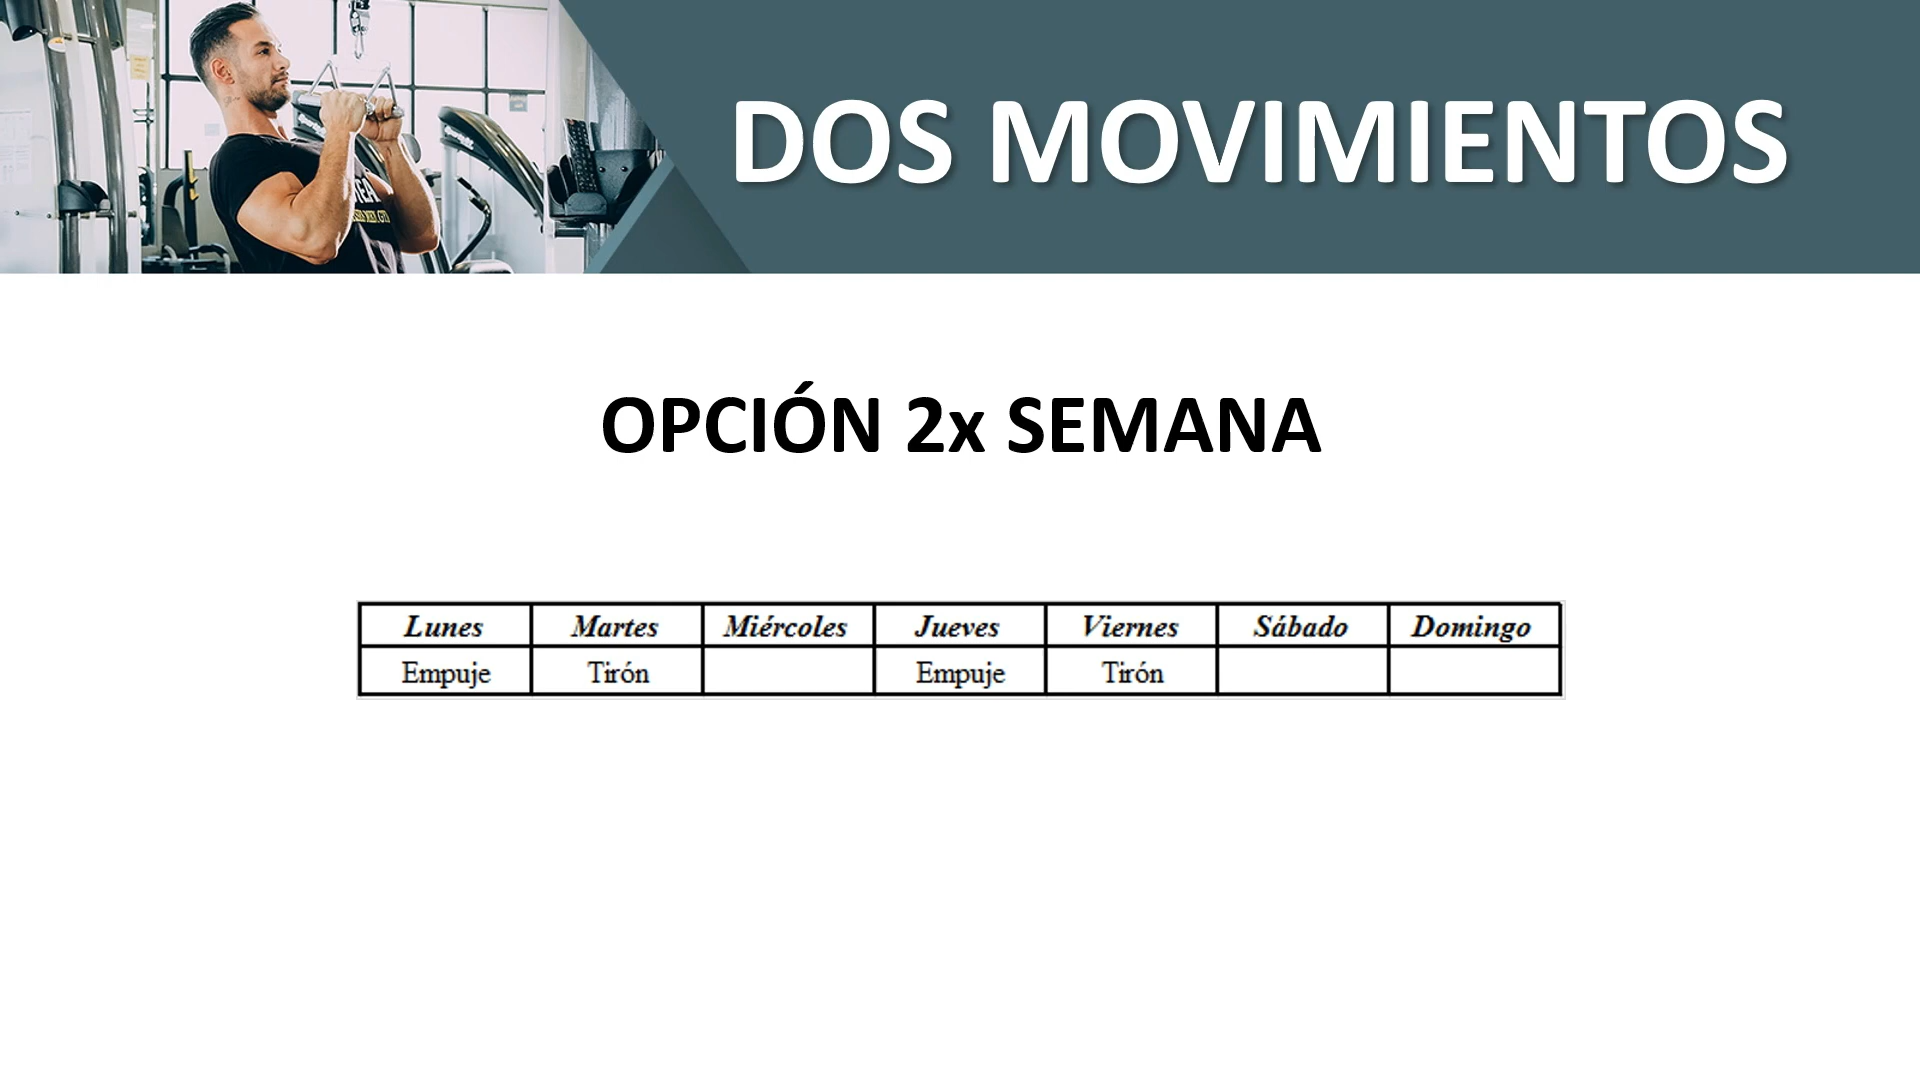 DOS MOVIMIENTOS
OPCIÓN 2x SEMANA
Lunes Martes Miércoles Jueves Viernes Sábado Domingo
Empuje Tirón Empuje Tirón